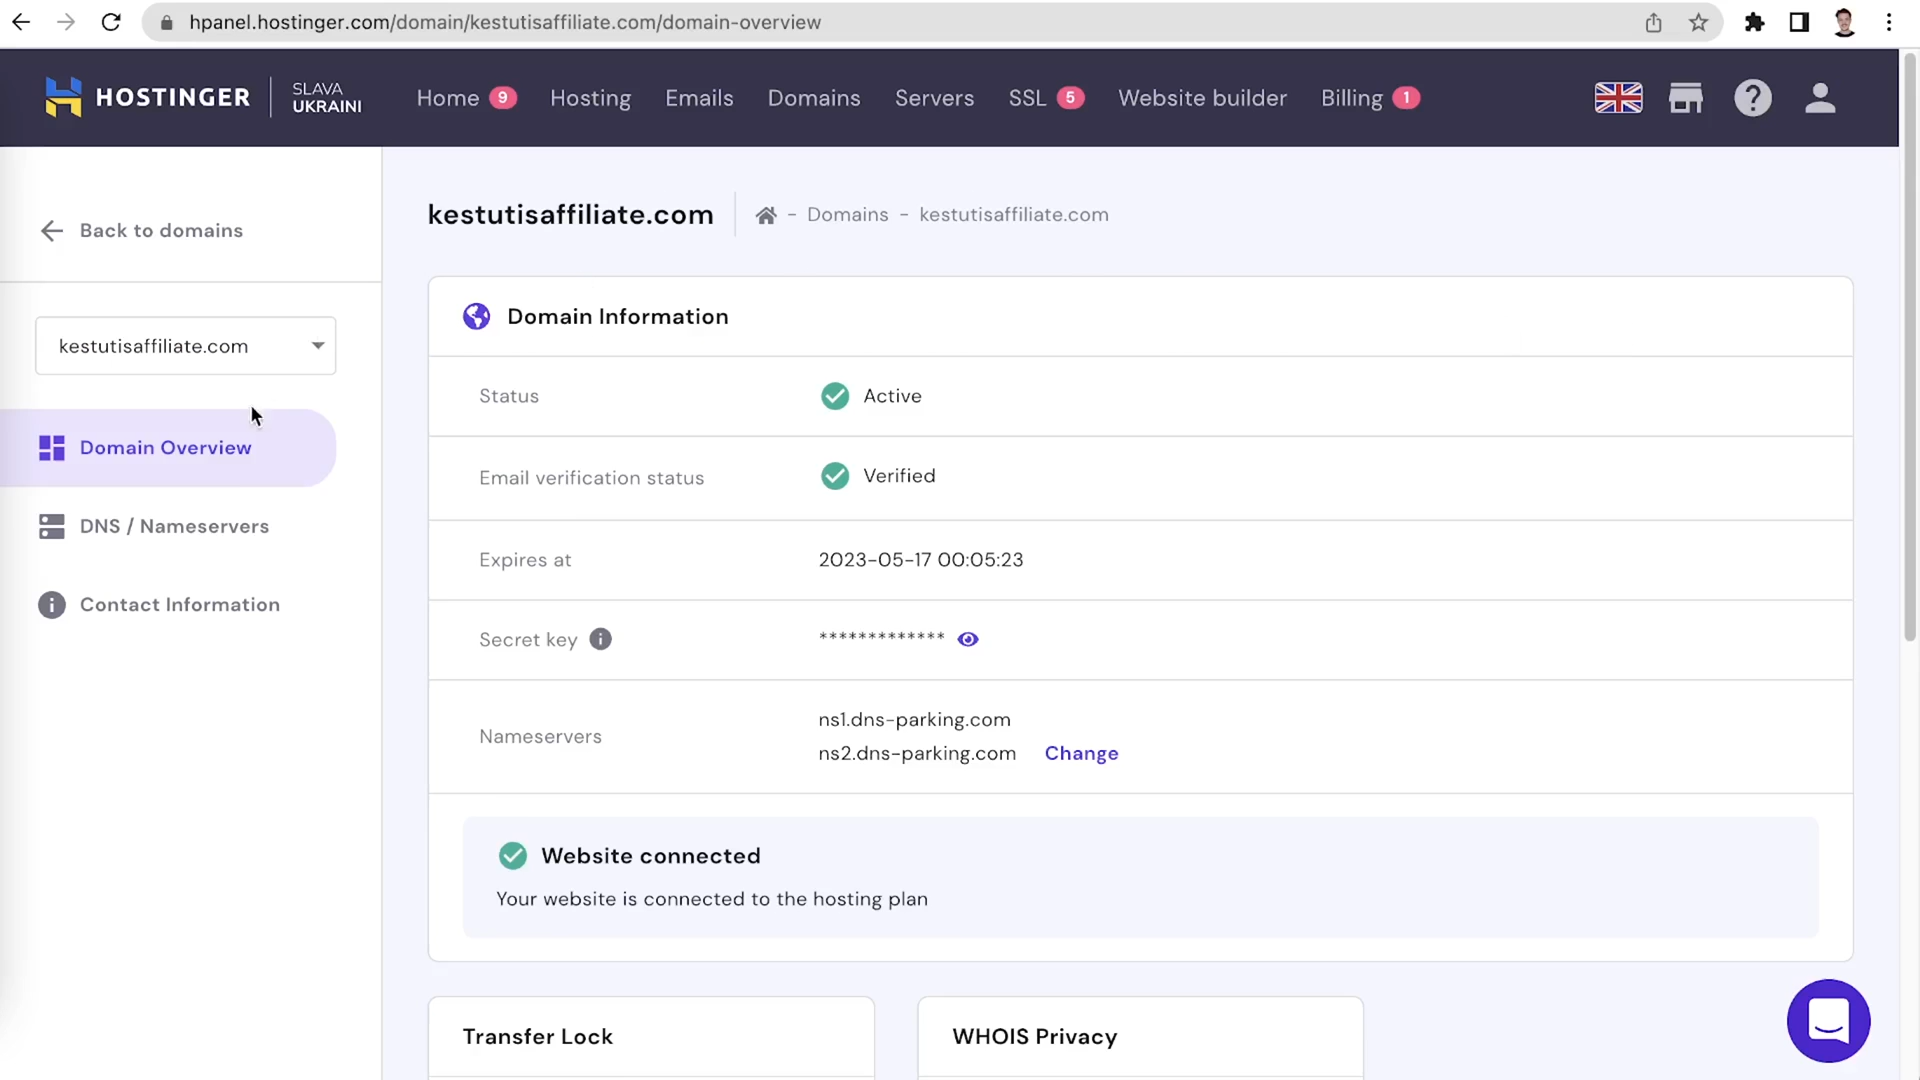 hpanel.hostinger.com/domain/kestutisaffiliate.com/domain-overview
HOSTINGER
SLAVA
UKRAINI
Home 9 Hosting Emails Domains Servers SSL 5 Website builder Billing 1
Back to domains
kestutisaffiliate.com
Domain Overview
DNS / Nameservers
Contact Information
kestutisaffiliate.com
- Domains - kestutisaffiliate.com
Domain Information
Status Active
Email verification status Verified
Expires at 2023-05-17 00:05:23
Secret key *************
Nameservers
ns1.dns-parking.com
ns2.dns-parking.com Change
Website connected
Your website is connected to the hosting plan
Transfer Lock
WHOIS Privacy